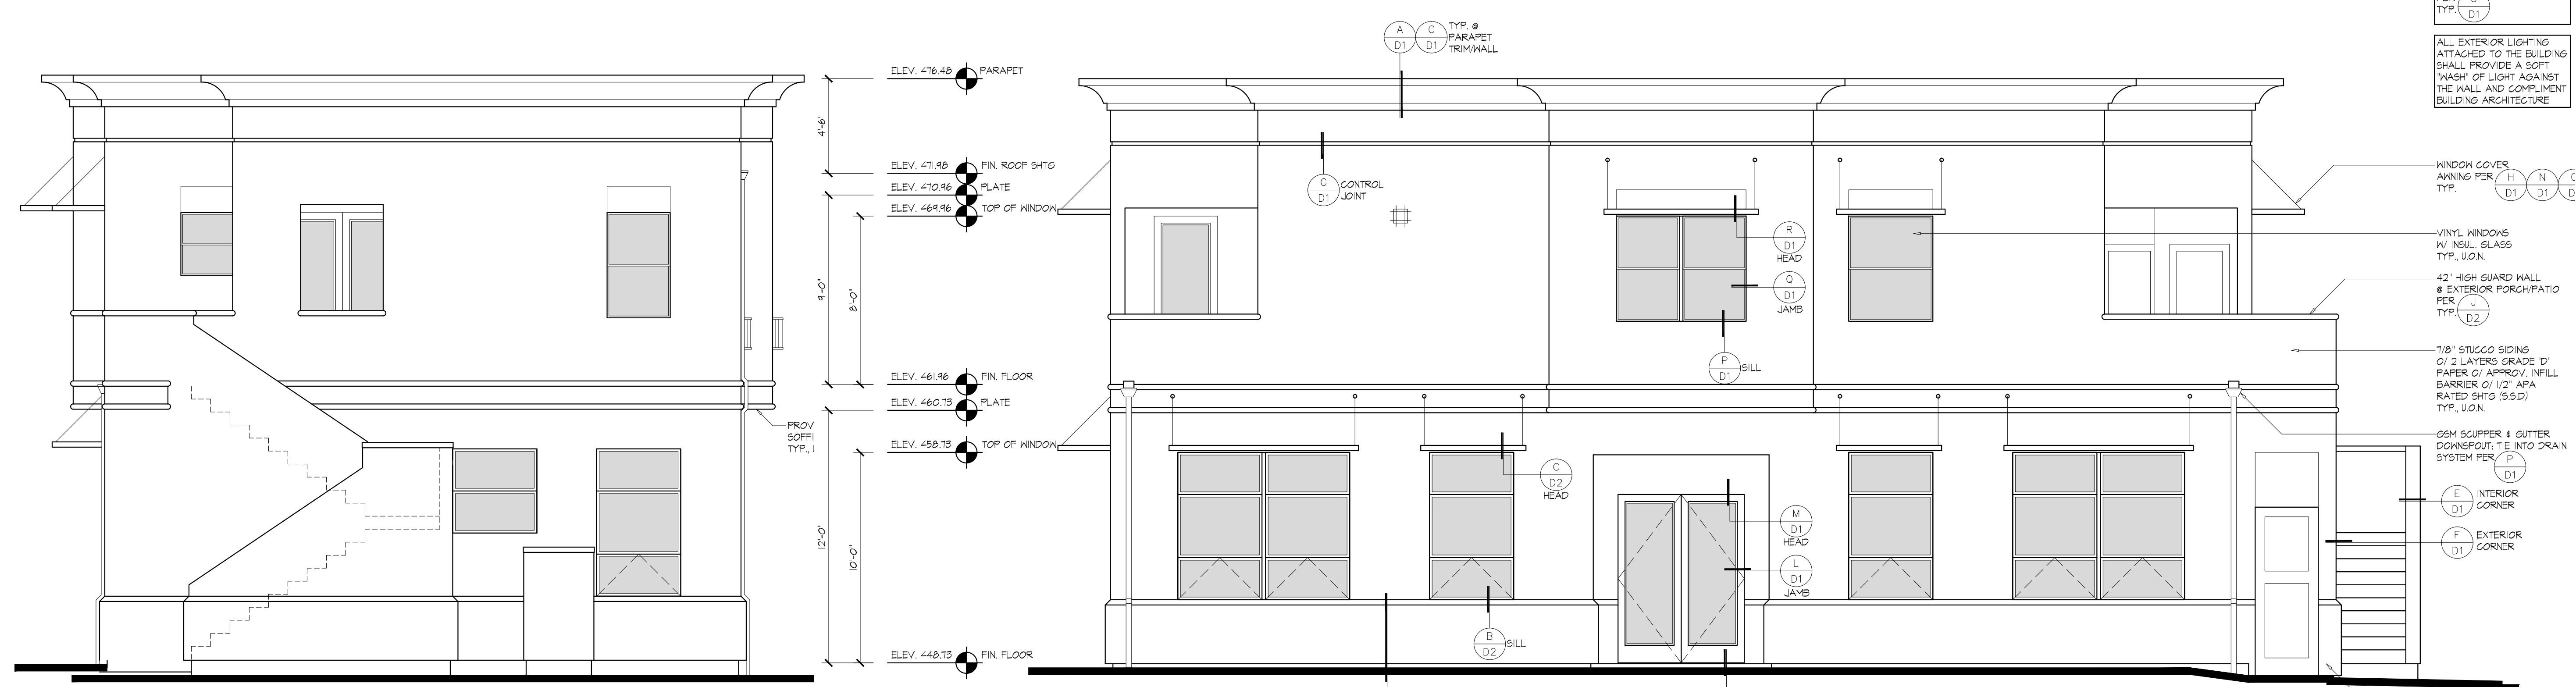 TYP.
D1
ALL EXTERIOR LIGHTING
ATTACHED TO THE BUILDING
SHALL PROVIDE A SOFT
"WASH" OF LIGHT AGAINST
THE WALL AND COMPLIMENT
BUILDING ARCHITECTURE
A
D1
C
D1
TYP. @
PARAPET
TRIM/WALL
ELEV. 476.48
PARAPET
4'-6"
ELEV. 471.98
FIN. ROOF SHTG
ELEV. 470.96
PLATE
ELEV. 469.96
TOP OF WINDOW
9'-0"
8'-0"
ELEV. 461.96
FIN. FLOOR
ELEV. 460.73
PLATE
ELEV. 458.73
TOP OF WINDOW
12'-0"
10'-0"
ELEV. 448.73
FIN. FLOOR
PROV
SOFFI
TYP.,
G
D1
CONTROL
JOINT
R
D1
HEAD
Q
D1
JAMB
P
D1
SILL
C
D2
HEAD
M
D1
HEAD
L
D1
JAMB
B
D2
SILL
WINDOW COVER
AWNING PER
TYP.
H
D1
N
D1
VINYL WINDOWS
W/ INSUL. GLASS
TYP., U.O.N.
42" HIGH GUARD WALL
@ EXTERIOR PORCH/PATIO
PER
TYP.
J
D2
7/8" STUCCO SIDING
O/ 2 LAYERS GRADE 'D'
PAPER O/ APPROV. INFILL
BARRIER O/ 1/2" APA
RATED SHTG (S.S.D)
TYP., U.O.N.
GSM SCUPPER & GUTTER
DOWNSPOUT; TIE INTO DRAIN
SYSTEM PER
P
D1
E
D1
INTERIOR
CORNER
F
D1
EXTERIOR
CORNER